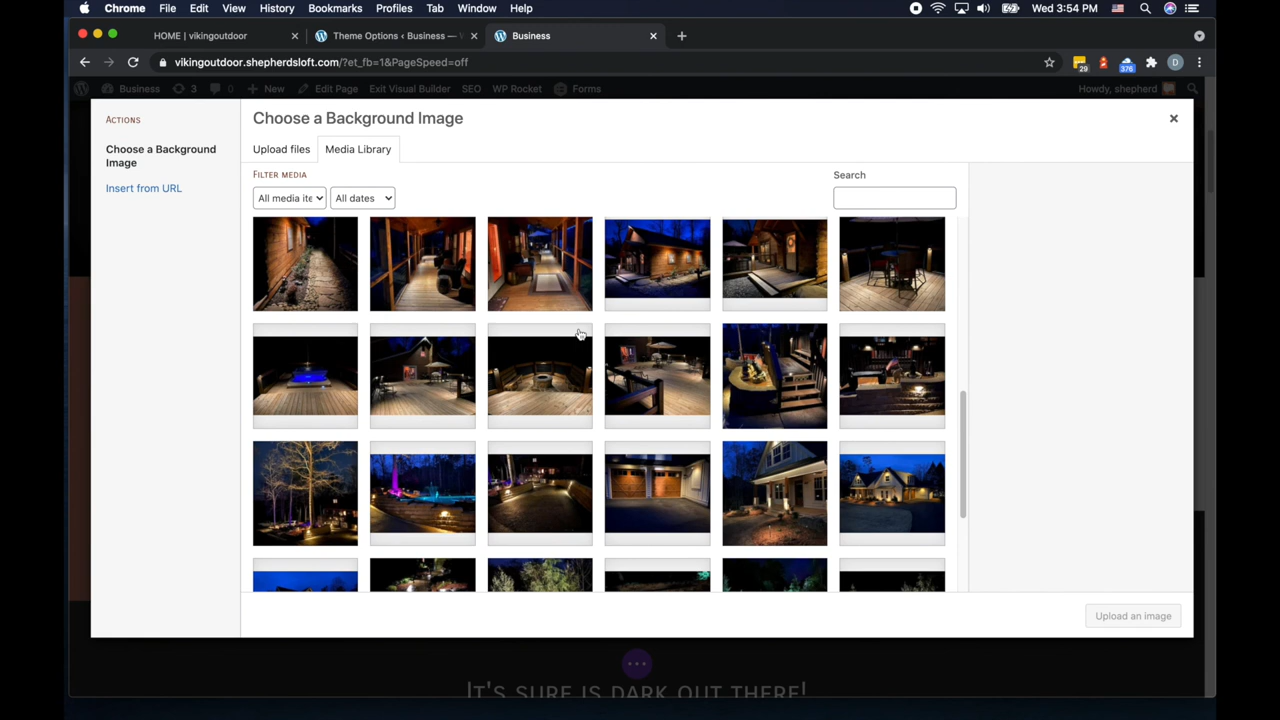 Chrome File Edit View History Bookmarks Profiles Tab Window Help Wed 3:54 PM
HOME | vikingoutdoor Theme Options ‹ Business — Business
vikingoutdoor.shepherdsloft.com/?et_fb=1&PageSpeed=off 29 376 D
Business 3 0 New Edit Page Exit Visual Builder SEO WP Rocket Forms Howdy, shepherd
Actions
Choose a Background Image
Insert from URL
Choose a Background Image
Upload files Media Library
Filter media Search
All media ite All dates
Upload an image
It's sure is dark out there!